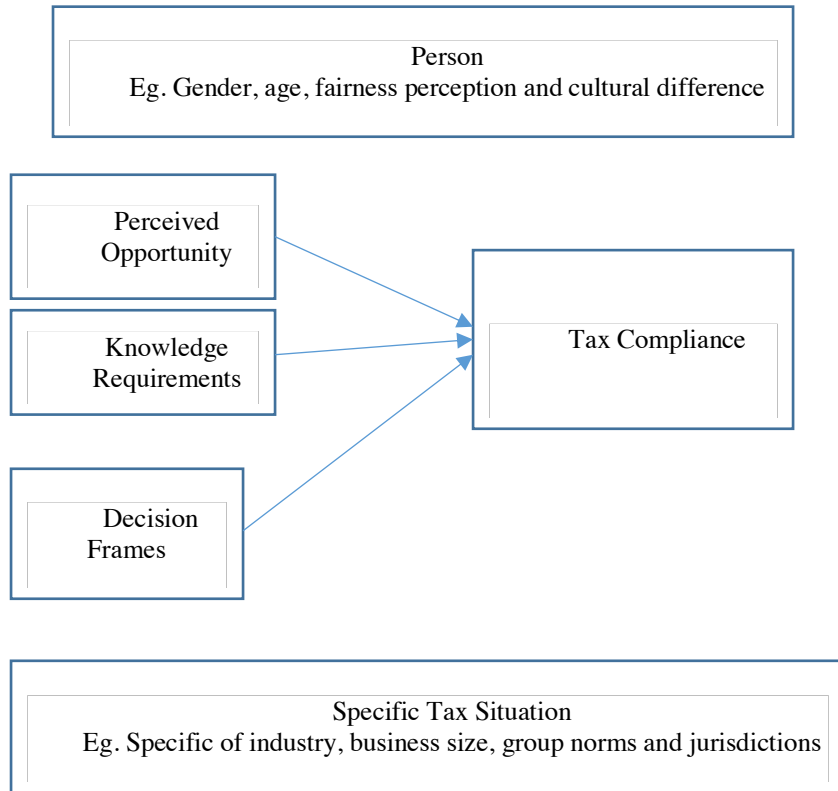 Person
Eg. Gender, age, fairness perception and cultural difference
Perceived
Opportunity
Knowledge
Requirements
Tax Compliance
Decision
Frames
Specific Tax Situation
Eg. Specific of industry, business size, group norms and jurisdictions